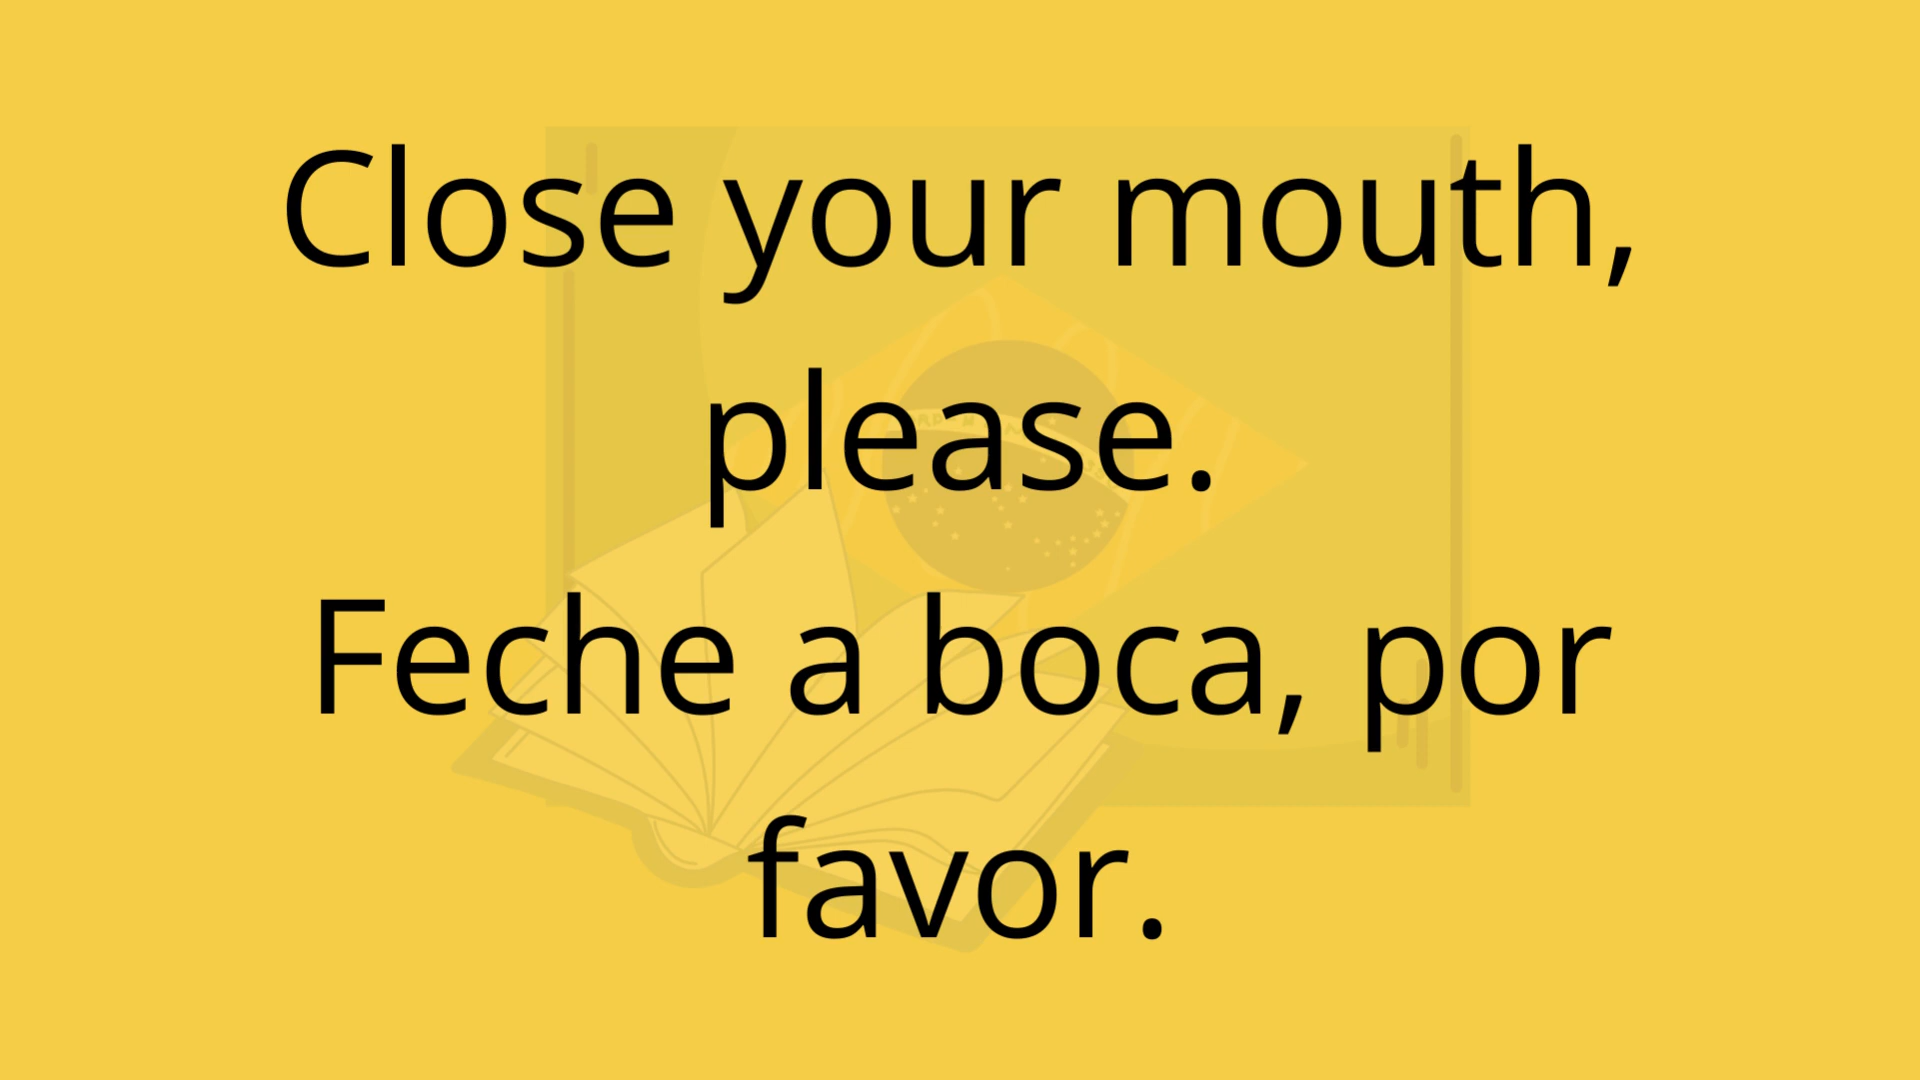 Close your mouth,
please.
Feche a boca, por
favor.